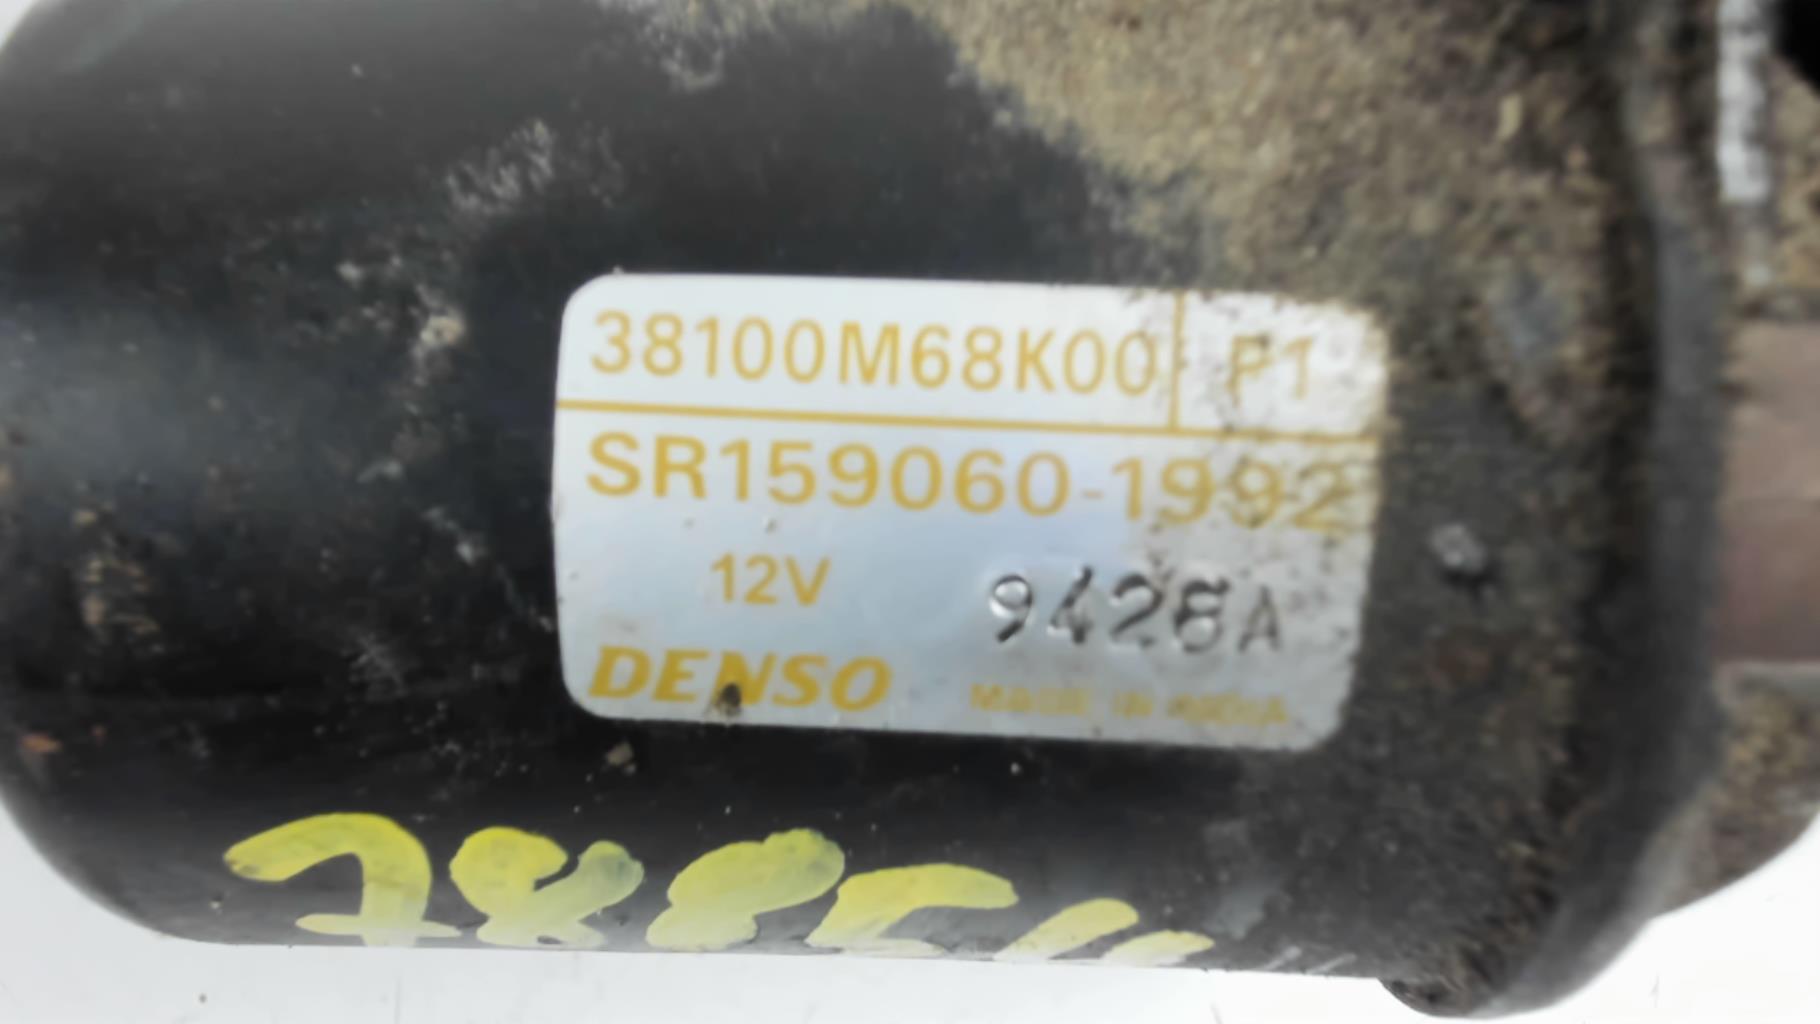 38100M68K00 P1
SR159060-1992
12V 9428A
DENSO MADE IN INDIA